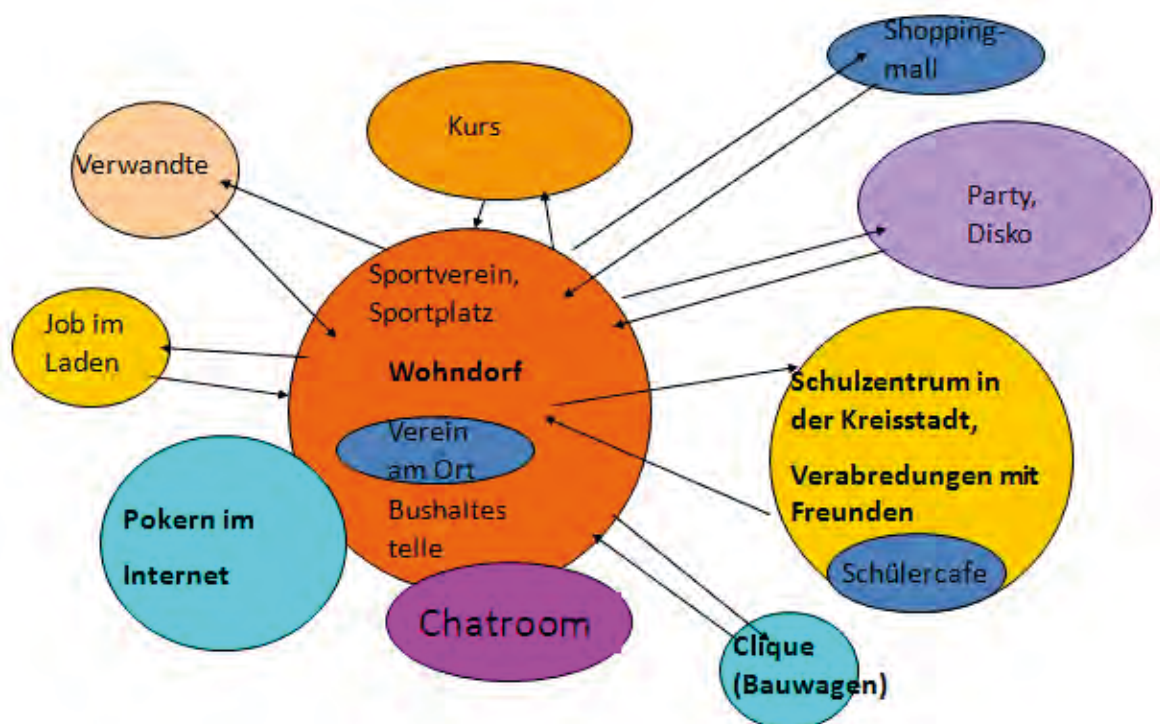 Shopping-
mall
Kurs
Verwandte
Party,
Disko
Sportverein,
Sportplatz
Job im
Laden
Wohndorf
Verein
am Ort
Bushaltes
telle
Schulzentrum in
der Kreisstadt,
Verabredungen mit
Freunden
Schülercafe
Pokern im
Internet
Chatroom
Clique
(Bauwagen)